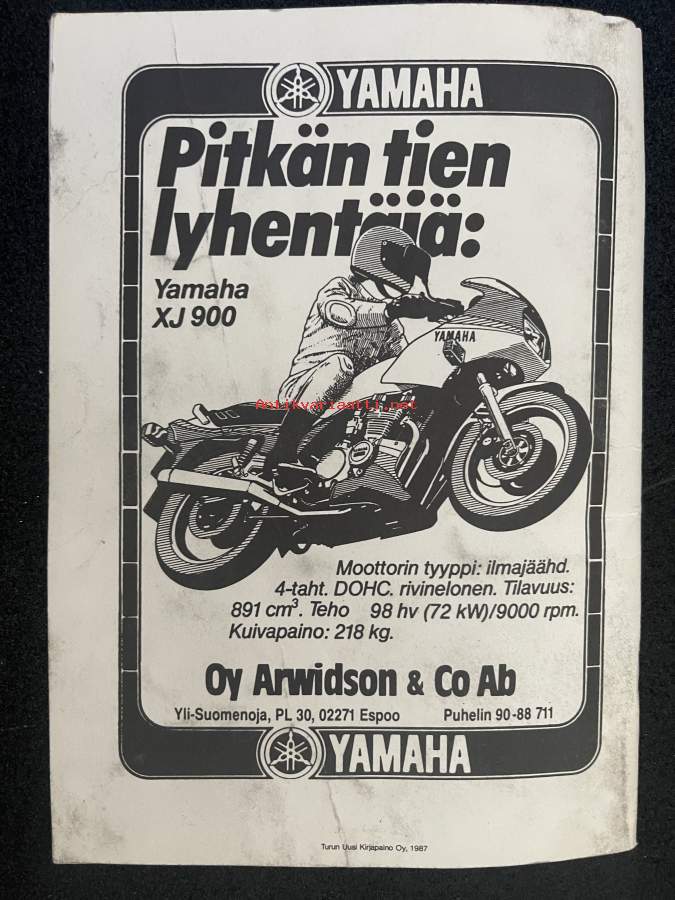 YAMAHA
Pitkän tien
lyhentäjä:
Yamaha
XJ 900
YAMAHA
Antikvariaatti.net
Moottorin tyyppi: ilmajäähd.
4-taht. DOHC. rivinelonen. Tilavuus:
891 cm³. Teho 98 hv (72 kW)/9000 rpm.
Kuivapaino: 218 kg.
Oy Arwidson & Co Ab
Yli-Suomenoja, PL 30, 02271 Espoo Puhelin 90-88 711
YAMAHA
Turun Uusi Kirjapaino Oy, 1987